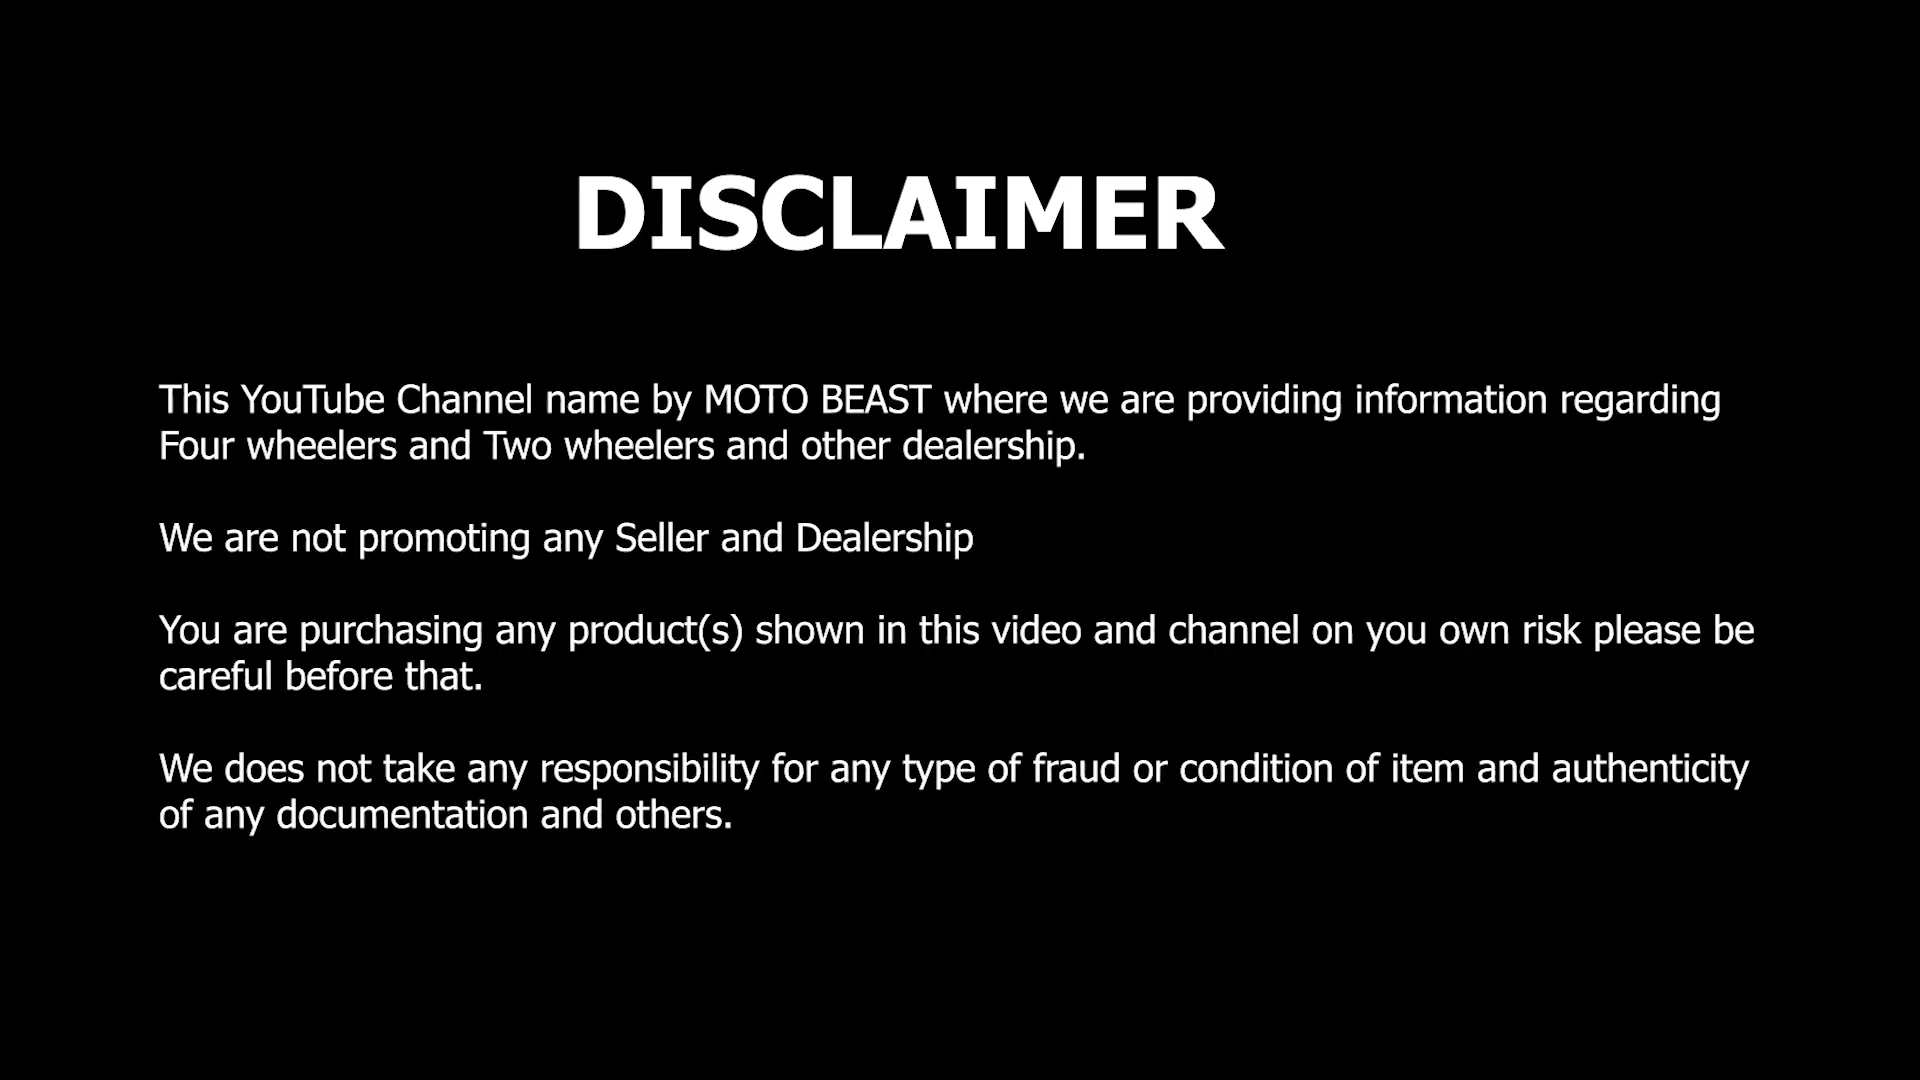 DISCLAIMER
This YouTube Channel name by MOTO BEAST where we are providing information regarding
Four wheelers and Two wheelers and other dealership.
We are not promoting any Seller and Dealership
You are purchasing any product(s) shown in this video and channel on you own risk please be
careful before that.
We does not take any responsibility for any type of fraud or condition of item and authenticity
of any documentation and others.